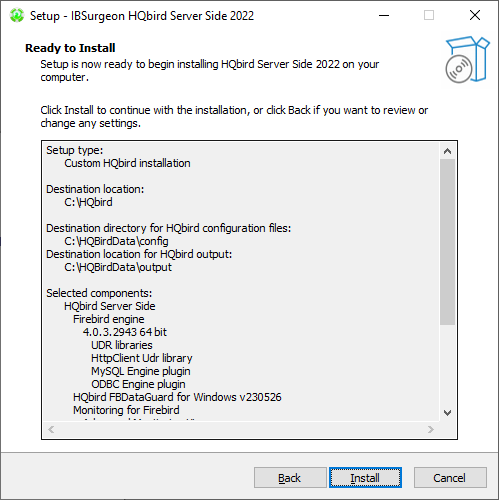 Setup - IBSurgeon HQbird Server Side 2022
Ready to Install
Setup is now ready to begin installing HQbird Server Side 2022 on your
computer.
Click Install to continue with the installation, or click Back if you want to review or
change any settings.
Setup type:
Custom HQbird installation
Destination location:
C:\HQbird
Destination directory for HQbird configuration files:
C:\HQBirdData\config
Destination location for HQbird output:
C:\HQBirdData\output
Selected components:
HQbird Server Side
Firebird engine
4.0.3.2943 64 bit
UDR libraries
HttpClient Udr library
MySQL Engine plugin
ODBC Engine plugin
HQbird FBDataGuard for Windows v230526
Monitoring for Firebird
Back
Install
Cancel